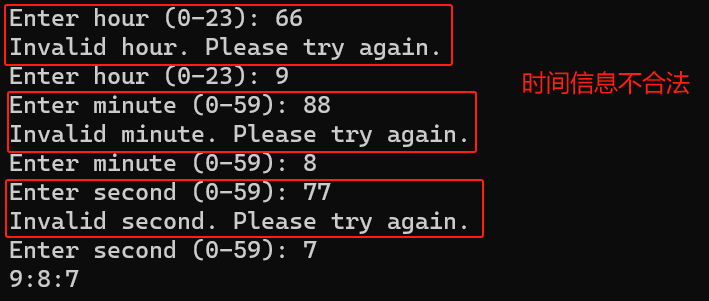 Enter hour (0-23): 66
Invalid hour. Please try again.
Enter hour (0-23): 9
时间信息不合法
Enter minute (0-59): 88
Invalid minute. Please try again.
Enter minute (0-59): 8
Enter second (0-59): 77
Invalid second. Please try again.
Enter second (0-59): 7
9:8:7